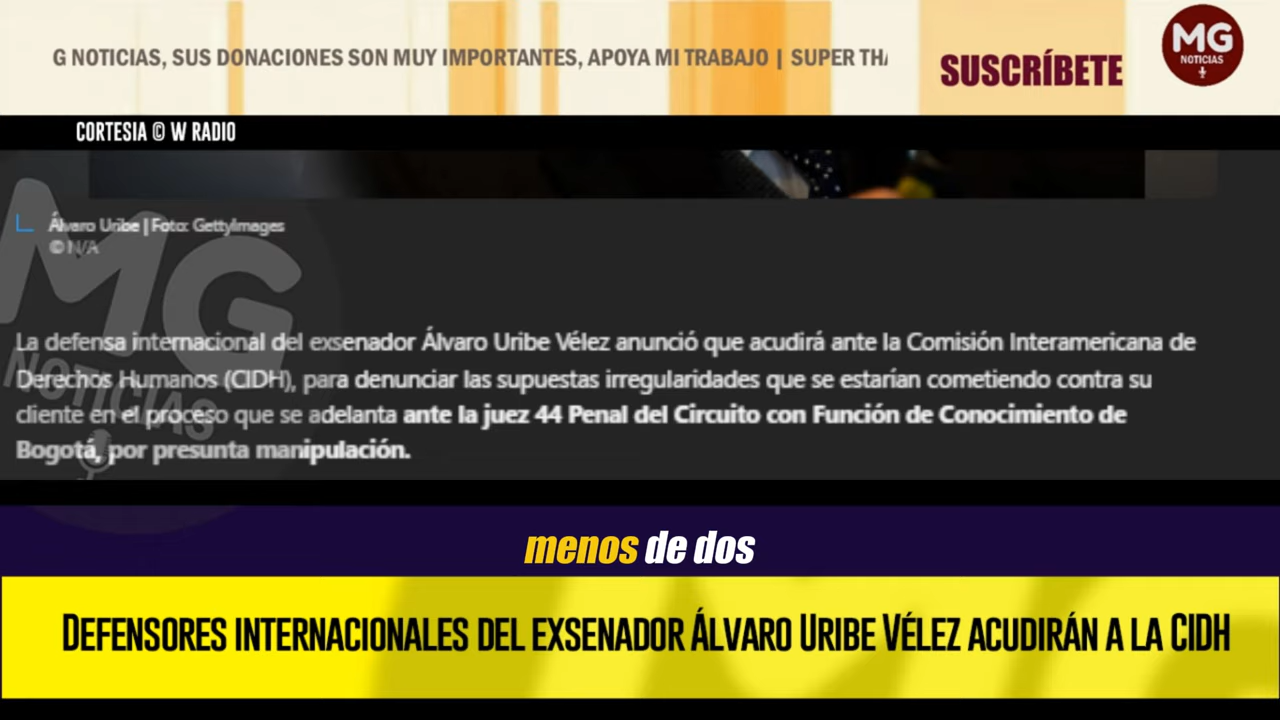 G NOTICIAS, SUS DONACIONES SON MUY IMPORTANTES, APOYA MI TRABAJO | SUPER THA
SUSCRÍBETE
MG
NOTICIAS
CORTESIA © W RADIO
Álvaro Uribe | Foto: GettyImages
© N/A
MG
NOTICIAS
La defensa internacional del exsenador Álvaro Uribe Vélez anunció que acudirá ante la Comisión Interamericana de
Derechos Humanos (CIDH), para denunciar las supuestas irregularidades que se estarían cometiendo contra su
cliente en el proceso que se adelanta ante la juez 44 Penal del Circuito con Función de Conocimiento de
Bogotá, por presunta manipulación.
menos de dos
DEFENSORES INTERNACIONALES DEL EXSENADOR ÁLVARO URIBE VÉLEZ ACUDIRÁN A LA CIDH